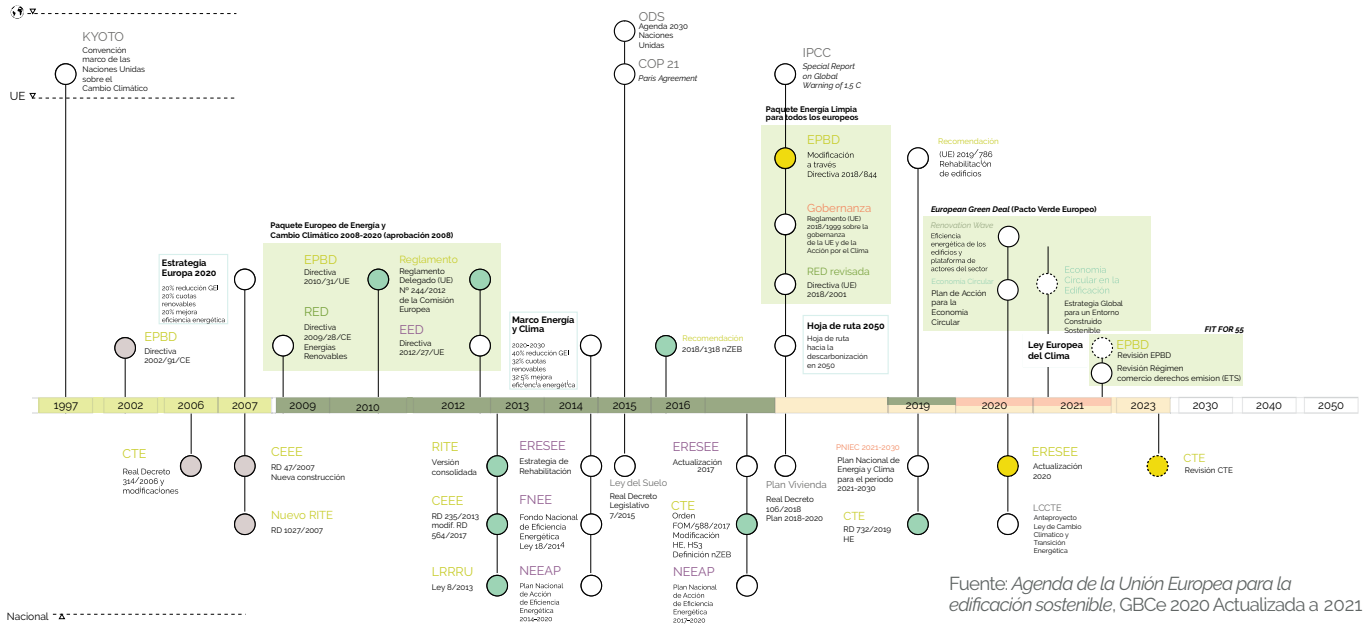 KYOTO
Convención
marco de las
Naciones Unidas
sobre el
Cambio Climático
UE
ODS
Agenda 2030
Naciones
Unidas
COP 21
Paris Agreement
IPCC
Special Report
on Global
Warning of 1,5 C
Paquete Energía Limpia
para todos los europeos
EPBD
Modificación
a través
Directiva 2018/844
Gobernanza
Reglamento (UE)
2018/1999 sobre la
gobernanza
de la UE y de la
Acción por el Clima
RED revisada
Directiva (UE)
2018/2001
Hoja de ruta 2050
Hoja de ruta
hacia la
descarbonización
en 2050
Recomendación
(UE) 2019/786
Rehabilitación
de edificios
European Green Deal (Pacto Verde Europeo)
Renovation Wave
Eficiencia
energética de los
edificios y
plataforma de
actores del sector
Economía Circular
Plan de Acción
para la
Economía
Circular
Economía
Circular en la
Edificación
Estrategia Global
para un Entorno
Construido
Sostenible
Ley Europea
del Clima
FIT FOR 55
EPBD
Revisión EPBD
Revisión Régimen
comercio derechos emision (ETS)
Estrategia
Europa 2020
20% reducción GEI
20% cuotas
renovables
20% mejora
eficiencia energética
EPBD
Directiva
2002/91/CE
Paquete Europeo de Energía y
Cambio Climático 2008-2020 (aprobación 2008)
EPBD
Directiva
2010/31/UE
RED
Directiva
2009/28/CE
Energías
Renovables
Reglamento
Reglamento
Delegado (UE)
Nº 244/2012
de la Comisión
Europea
EED
Directiva
2012/27/UE
Marco Energía
y Clima
2020-2030
40% reducción GEI
32% cuotas
renovables
32·5% mejora
eficiencia energética
Recomendación
2018/1318 nZEB
1997 2002 2006 2007 2009 2010 2012 2013 2014 2015 2016 2019 2020 2021 2023 2030 2040 2050
CTE
Real Decreto
314/2006 y
modificaciones
CEEE
RD 47/2007
Nueva construcción
Nuevo RITE
RD 1027/2007
RITE
Versión
consolidada
CEEE
RD 235/2013
modif. RD
564/2017
LRRRU
Ley 8/2013
ERESEE
Estrategia de
Rehabilitación
FNEE
Fondo Nacional
de Eficiencia
Energética
Ley 18/2014
NEEAP
Plan Nacional
de Acción
de Eficiencia
Energética
2014-2020
Ley del Suelo
Real Decreto
Legislativo
7/2015
ERESEE
Actualización
2017
CTE
Orden
FOM/588/2017
Modificación
HE, HS3
Definición nZEB
NEEAP
Plan Nacional
de Acción
de Eficiencia
Energética
2017-2020
Plan Vivienda
Real Decreto
106/2018
Plan 2018-2020
PNIEC 2021-2030
Plan Nacional de
Energía y Clima
para el periodo
2021-2030
CTE
RD 732/2019
HE
ERESEE
Actualización
2020
LCCTE
Anteproyecto
Ley de Cambio
Climatico y
Transición
Energética
CTE
Revisión CTE
Nacional
Fuente: Agenda de la Unión Europea para la
edificación sostenible, GBCe 2020 Actualizada a 2021